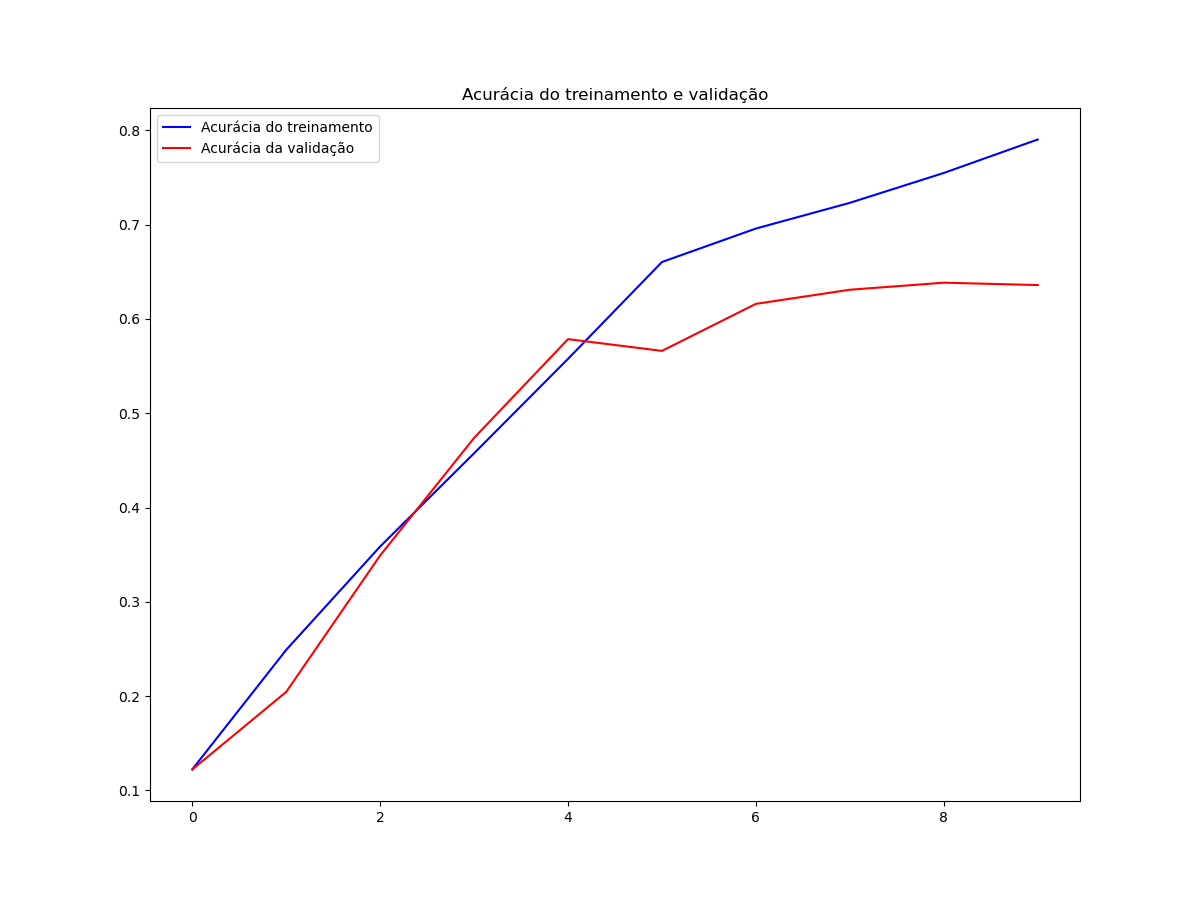 Acurácia do treinamento e validação
Acurácia do treinamento
Acurácia da validação
0.8
0.7
0.6
0.5
0.4
0.3
0.2
0.1
0 2 4 6 8